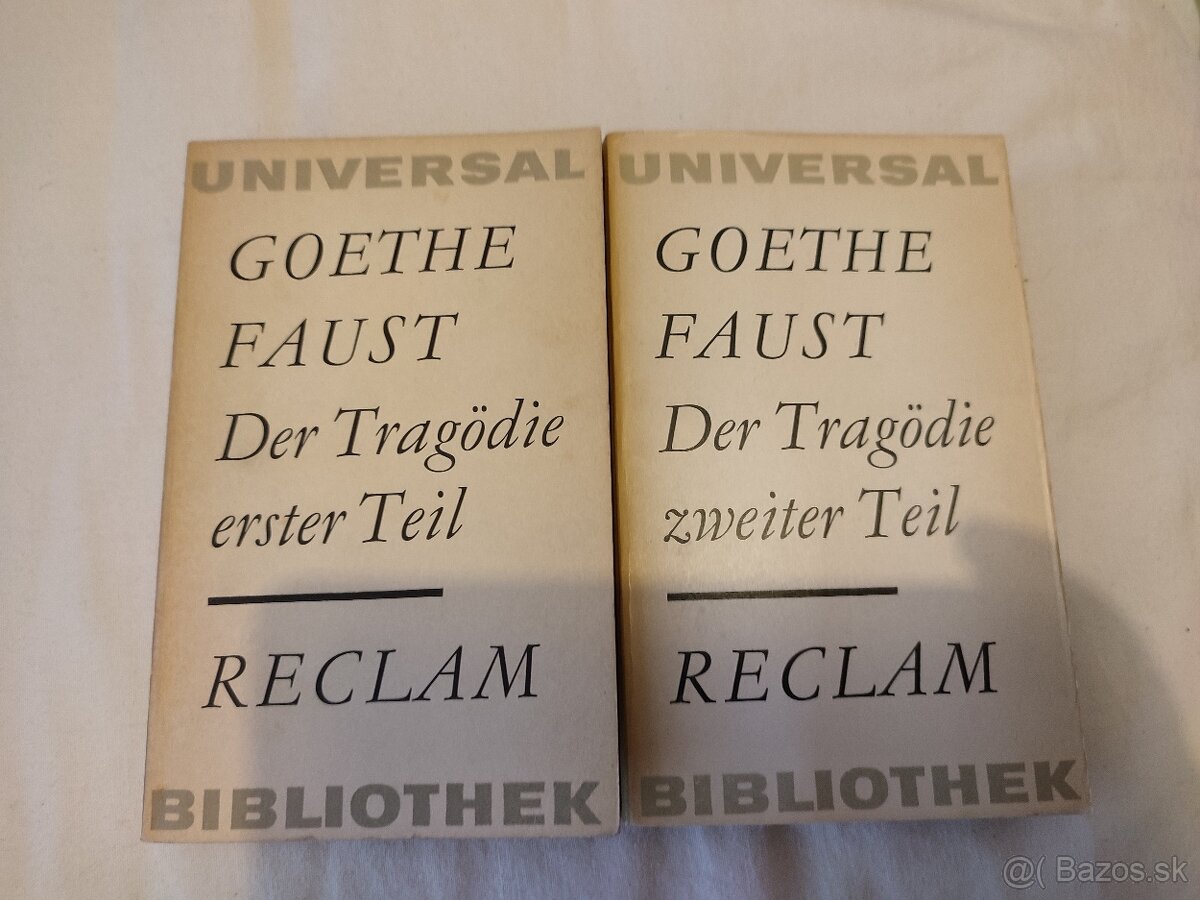 UNIVERSAL
GOETHE
FAUST
Der Tragödie
erster Teil
RECLAM
BIBLIOTHEK
UNIVERSAL
GOETHE
FAUST
Der Tragödie
zweiter Teil
RECLAM
BIBLIOTHEK
@( Bazos.sk